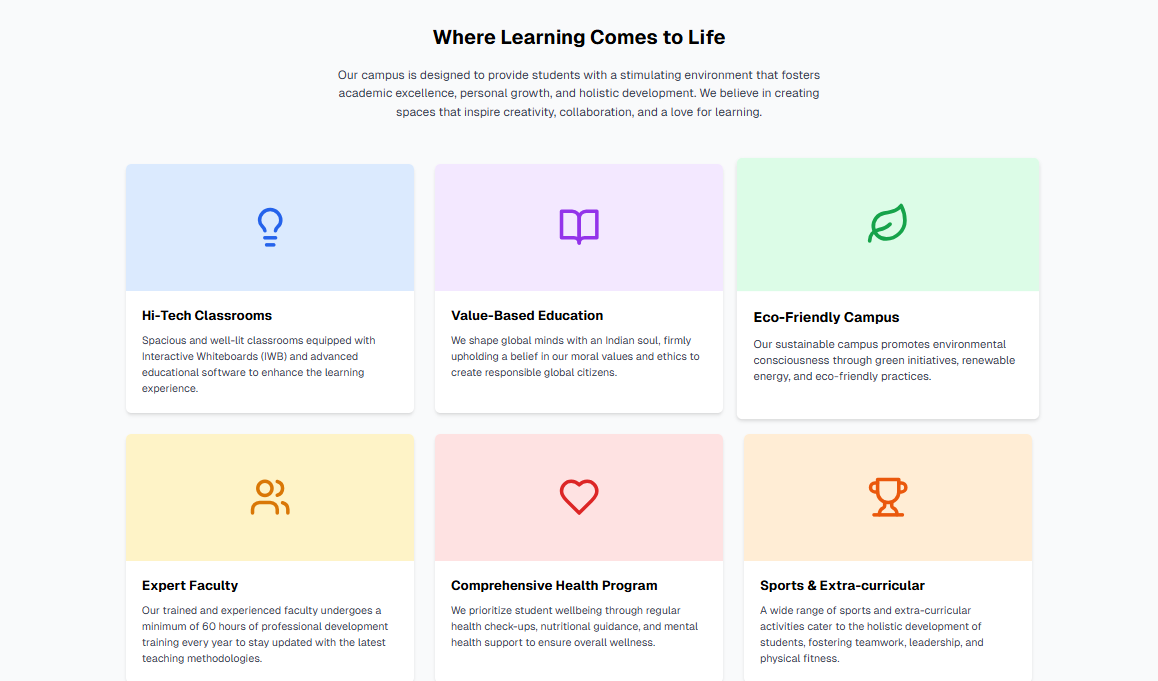 Where Learning Comes to Life
Our campus is designed to provide students with a stimulating environment that fosters
academic excellence, personal growth, and holistic development. We believe in creating
spaces that inspire creativity, collaboration, and a love for learning.
Hi-Tech Classrooms
Spacious and well-lit classrooms equipped with
Interactive Whiteboards (IWB) and advanced
educational software to enhance the learning
experience.
Value-Based Education
We shape global minds with an Indian soul, firmly
upholding a belief in our moral values and ethics to
create responsible global citizens.
Eco-Friendly Campus
Our sustainable campus promotes environmental
consciousness through green initiatives, renewable
energy, and eco-friendly practices.
Expert Faculty
Our trained and experienced faculty undergoes a
minimum of 60 hours of professional development
training every year to stay updated with the latest
teaching methodologies.
Comprehensive Health Program
We prioritize student wellbeing through regular
health check-ups, nutritional guidance, and mental
health support to ensure overall wellness.
Sports & Extra-curricular
A wide range of sports and extra-curricular
activities cater to the holistic development of
students, fostering teamwork, leadership, and
physical fitness.